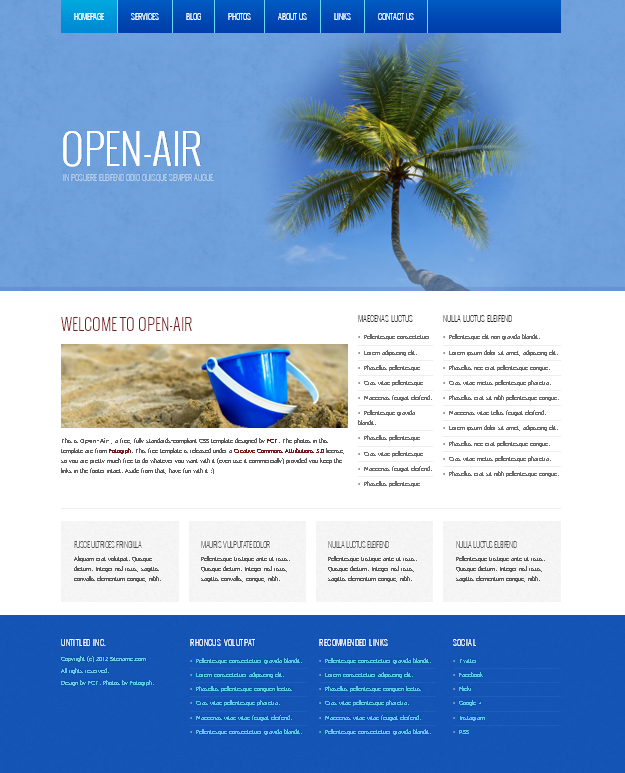 HOMEPAGE SERVICES BLOG PHOTOS ABOUT US LINKS CONTACT US
OPEN-AIR
IN POSUERE ELEIFEND ODIO QUISQUE SEMPER AUGUE
WELCOME TO OPEN-AIR
This is Open-Air , a free, fully standards-compliant CSS template designed by FCT . The photos in this
template are from Fotogrph. This free template is released under a Creative Commons Attributions 3.0 license,
so you are pretty much free to do whatever you want with it (even use it commercially) provided you keep the
links in the footer intact. Aside from that, have fun with it :)
MAECENAS LUCTUS
Pellentesque consectetuer
Lorem adipiscing elit.
Phasellus pellentesque
Cras vitae pellentesque
Maecenas feugiat eleifend.
Pellentesque gravida
blandit.
Phasellus pellentesque
Cras vitae pellentesque
Maecenas feugiat eleifend.
Phasellus pellentesque
NULLA LUCTUS ELEIFEND
Pellentesque elit non gravida blandit.
Lorem ipsum dolor sit amet, adipiscing elit.
Phasellus nec erat pellentesque congue.
Cras vitae metus pellentesque pharetra.
Erat sit nibh pellentesque congue.
Maecenas vitae tellus feugiat eleifend.
Lorem ipsum dolor sit amet, adipiscing elit.
Phasellus nec erat pellentesque congue.
Cras vitae metus pellentesque pharetra.
Phasellus erat sit nibh pellentesque congue.
FUSCE ULTRICES FRINGILLA
Aliquam erat volutpat. Quisque
dictum. Integer nisl risus, sagittis
convallis, elementum congue, nibh.
MAURIS VULPUTATE DOLOR
Pellentesque tristique ante ut risus.
Quisque dictum. Integer nisl risus,
sagittis convallis, congue, nibh.
NULLA LUCTUS ELEIFEND
Pellentesque tristique ante ut risus.
Quisque dictum. Integer nisl risus,
sagittis elementum congue, nibh.
NULLA LUCTUS ELEIFEND
Pellentesque tristique ante ut risus.
Quisque dictum. Integer nisl risus,
sagittis elementum congue, nibh.
UNTITLED INC.
Copyright (c) 2012 Sitename.com
All rights reserved.
Design by FCT . Photos by Fotogrph.
RHONCUS VOLUTPAT
Pellentesque consectetuer gravida blandit.
Lorem consectetuer adipiscing elit.
Phasellus pellentesque congue lectus
Cras vitae pellentesque pharetra.
Maecenas vitae vitae feugiat eleifend.
Pellentesque consectetuer gravida blandit.
RECOMMENDED LINKS
Pellentesque consectetuer gravida blandit.
Lorem consectetuer adipiscing elit.
Phasellus pellentesque congue lectus
Cras vitae pellentesque pharetra.
Maecenas vitae vitae feugiat eleifend.
Pellentesque consectetuer gravida blandit.
SOCIAL
Twitter
Facebook
Flickr
Google +
Instagram
RSS